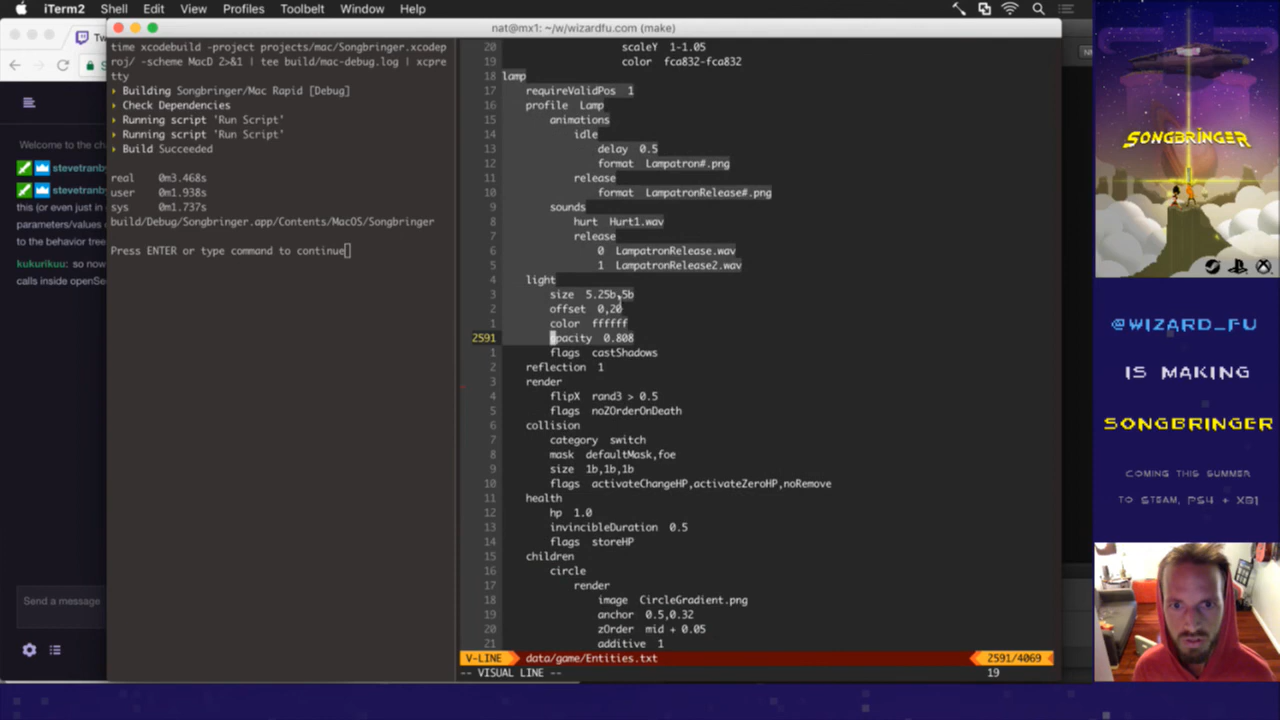 iTerm2 Shell Edit View Profiles Toolbelt Window Help
nat@mx1: ~/w/wizardfu.com (make)
Tw
S
Welcome to the ch
stevetranby
stevetranby
this (or even just in
parameters/values
to the behavior tree
kukurikuu: so now
calls inside openSe
Send a message
time xcodebuild -project projects/mac/Songbringer.xcodep
roj/ -scheme MacD 2>&1 | tee build/mac-debug.log | xcpre
tty
▸ Building Songbringer/Mac Rapid [Debug]
▸ Check Dependencies
▸ Running script 'Run Script'
▸ Running script 'Run Script'
▸ Build Succeeded
real 0m3.468s
user 0m1.938s
sys 0m1.737s
build/Debug/Songbringer.app/Contents/MacOS/Songbringer
Press ENTER or type command to continue
20 scaleY 1-1.05
19 color fca832-fca832
18 lamp
17 requireValidPos 1
16 profile Lamp
15 animations
14 idle
13 delay 0.5
12 format Lampatron#.png
11 release
10 format LampatronRelease#.png
9 sounds
8 hurt Hurt1.wav
7 release
6 0 LampatronRelease.wav
5 1 LampatronRelease2.wav
4 light
3 size 5.25b,5b
2 offset 0,20
1 color ffffff
2591 opacity 0.808
1 flags castShadows
2 reflection 1
3 render
4 flipX rand3 > 0.5
5 flags noZOrderOnDeath
6 collision
7 category switch
8 mask defaultMask,foe
9 size 1b,1b,1b
10 flags activateChangeHP,activateZeroHP,noRemove
11 health
12 hp 1.0
13 invincibleDuration 0.5
14 flags storeHP
15 children
16 circle
17 render
18 image CircleGradient.png
19 anchor 0.5,0.32
20 zOrder mid + 0.05
21 additive 1
V-LINE data/game/Entities.txt 2591/4069
-- VISUAL LINE -- 19
SONGBRINGER
@WIZARD_FU
IS MAKING
SONGBRINGER
COMING THIS SUMMER
TO STEAM, PS4 + XB1